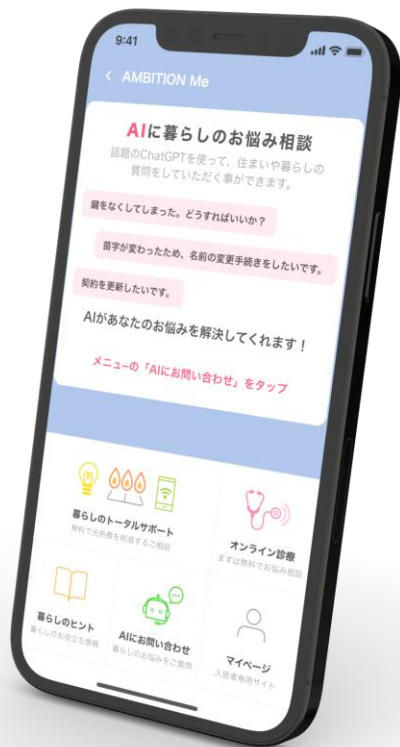 9:41
AMBITION Me
AIに暮らしのお悩み相談
話題のChatGPTを使って、住まいや暮らしの
質問をしていただく事ができます。
鍵をなくしてしまった。どうすればいいか？
苗字が変わったため、名前の変更手続きをしたいです。
契約を更新したいです。
AIがあなたのお悩みを解決してくれます！
メニューの「AIにお問い合わせ」をタップ
暮らしのトータルサポート
無料で光熱費を削減するご相談
オンライン診療
まずは無料でお悩み相談
暮らしのヒント
暮らしのお役立ち情報
AIにお問い合わせ
暮らしのお悩みをご質問
マイページ
入居者専用サイト